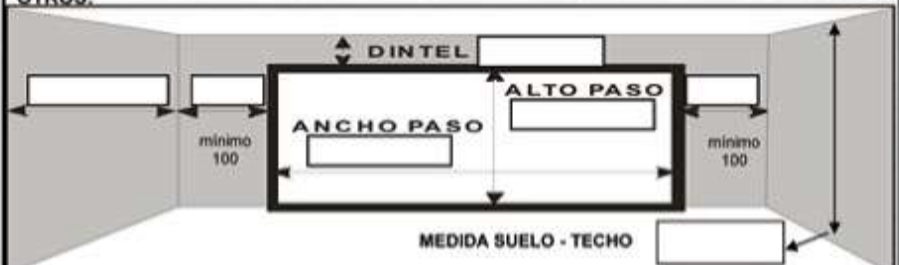 OTROS:
DINTEL
ALTO PASO
ANCHO PASO
mínimo
100
mínimo
100
MEDIDA SUELO - TECHO